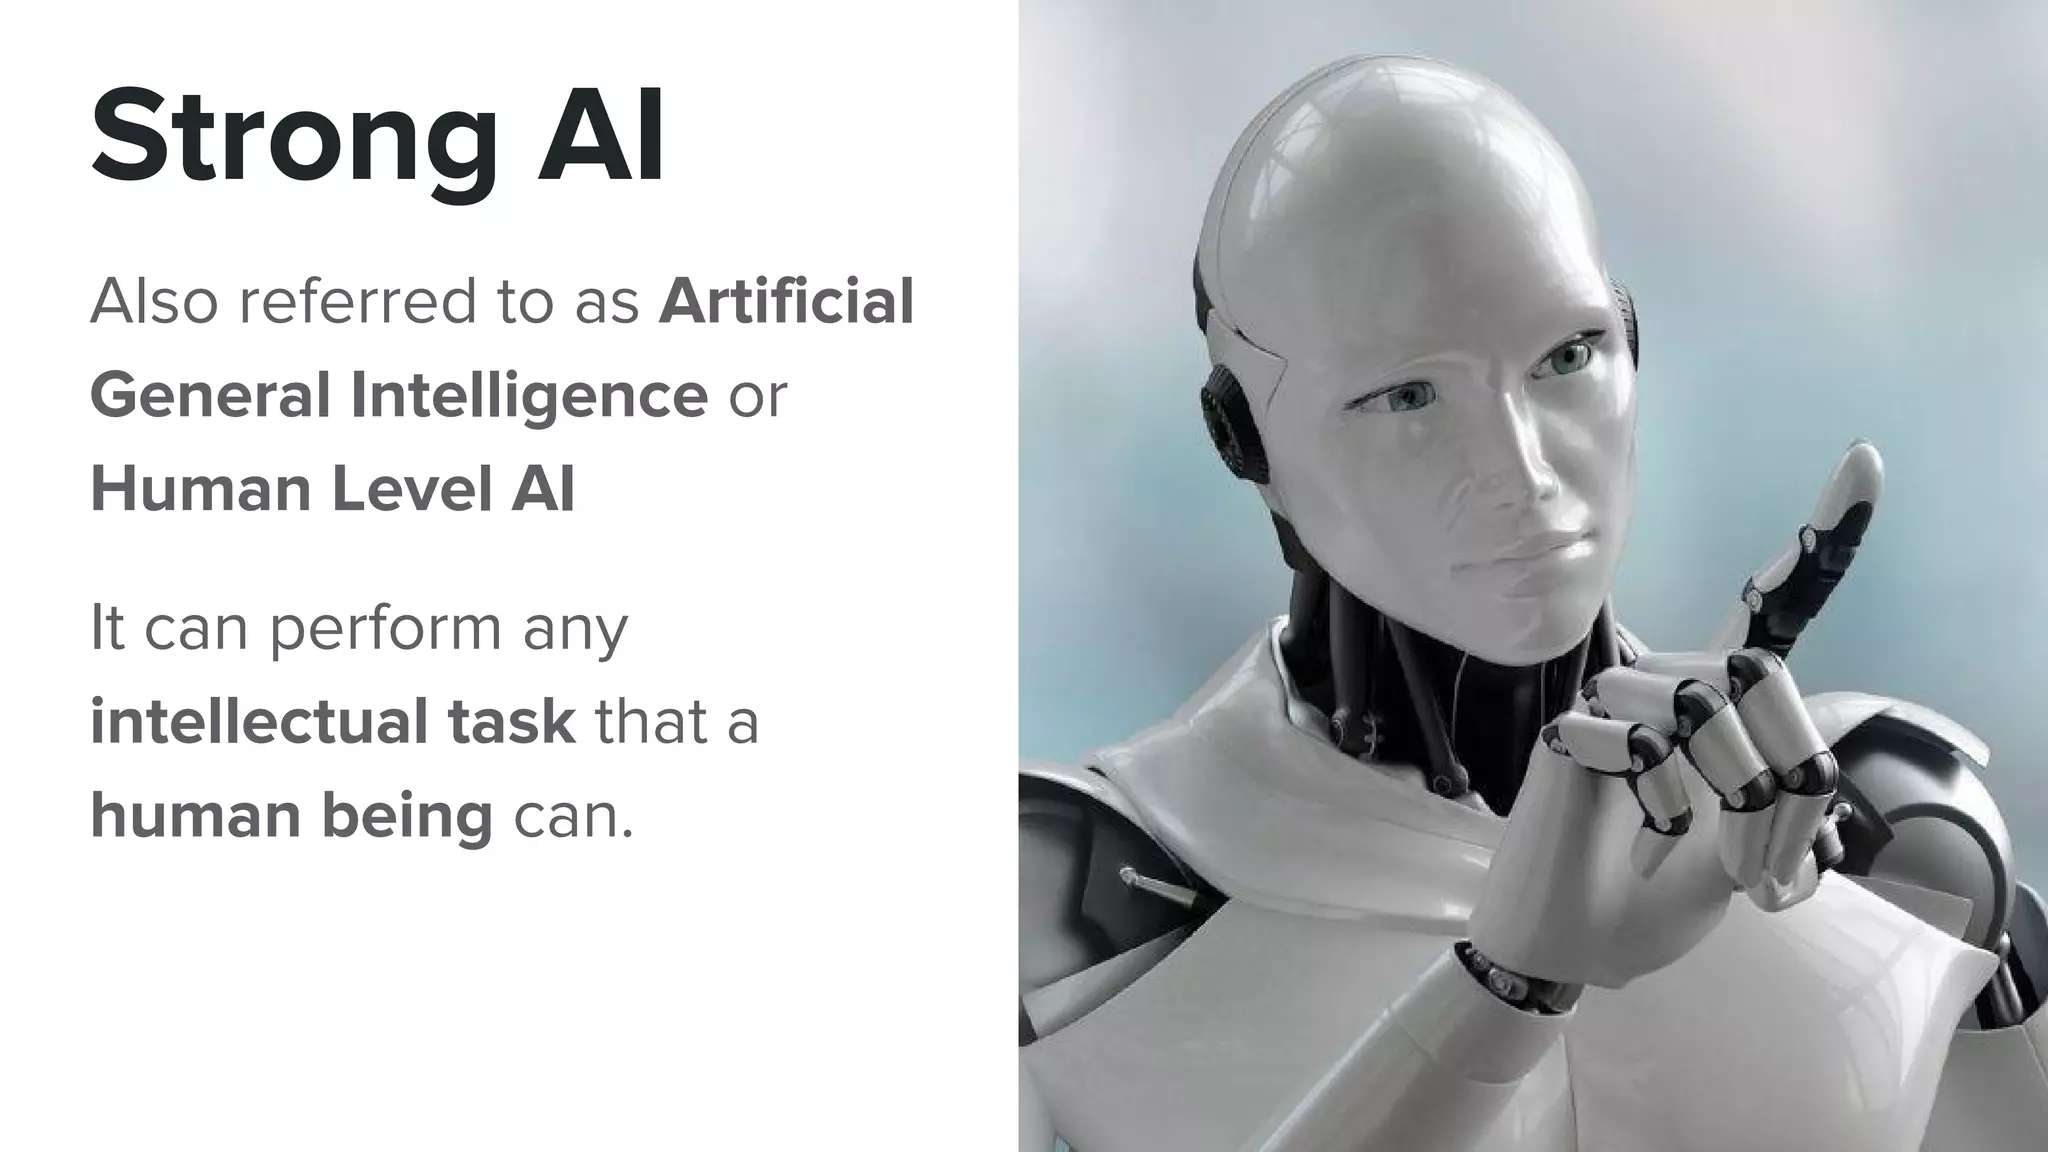 Strong AI
Also referred to as Artificial
General Intelligence or
Human Level AI
It can perform any
intellectual task that a
human being can.